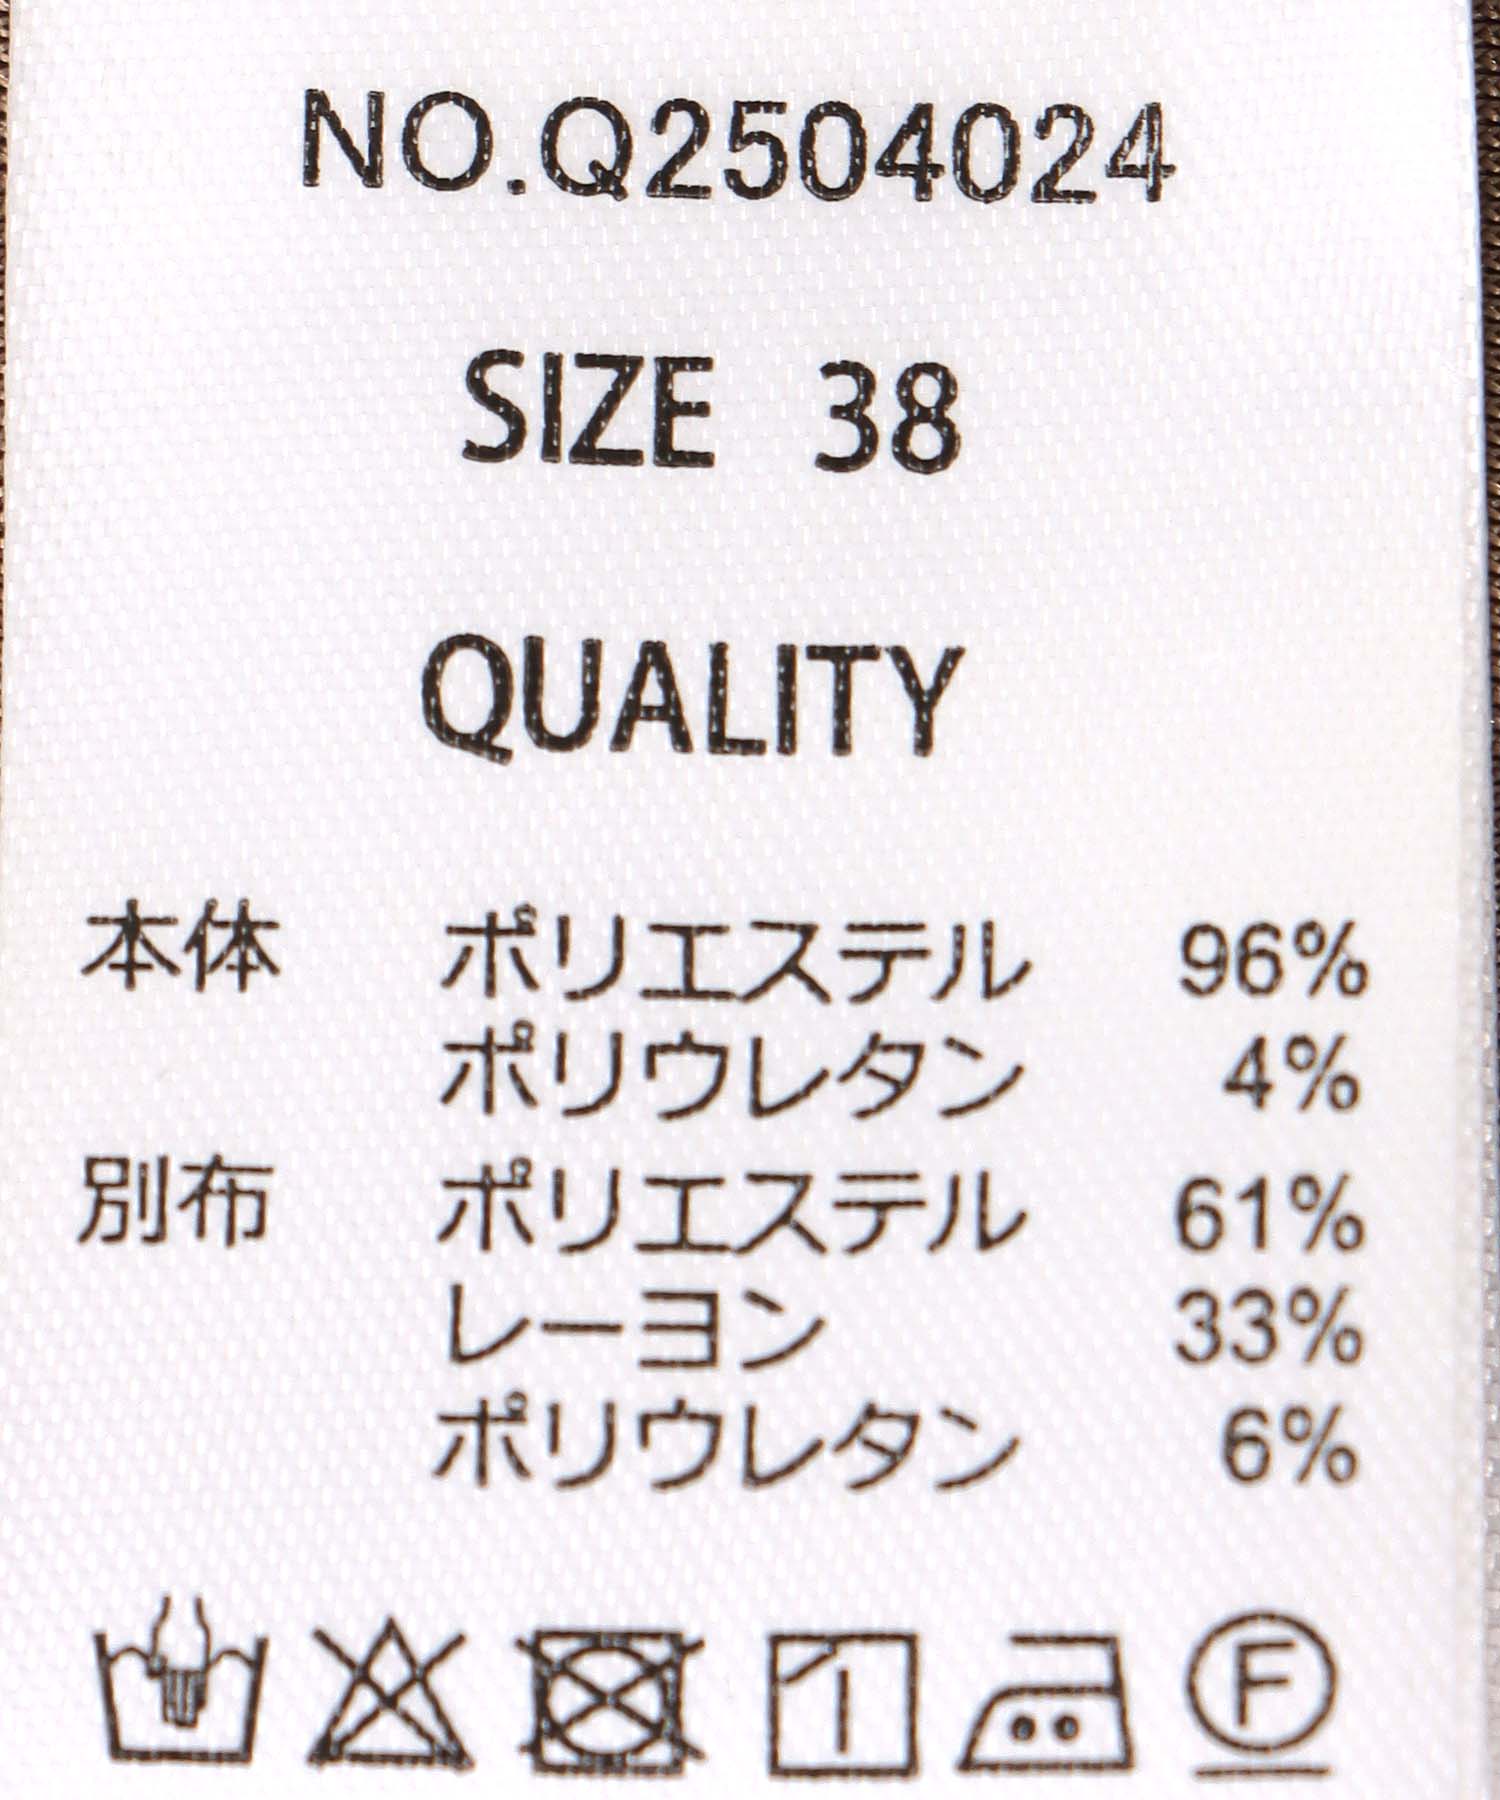 NO.Q2504024
SIZE 38
QUALITY
本体 ポリエステル 96%
ポリウレタン 4%
別布 ポリエステル 61%
レーヨン 33%
ポリウレタン 6%
F